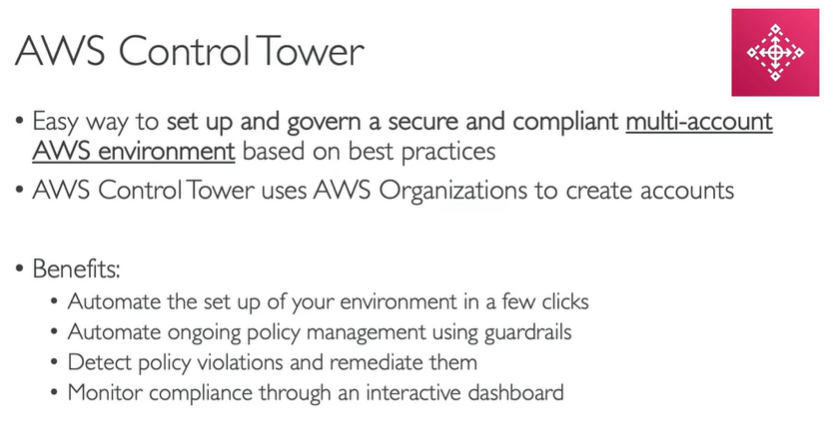 AWS Control Tower
• Easy way to set up and govern a secure and compliant multi-account
AWS environment based on best practices
• AWS Control Tower uses AWS Organizations to create accounts
• Benefits:
• Automate the set up of your environment in a few clicks
• Automate ongoing policy management using guardrails
• Detect policy violations and remediate them
• Monitor compliance through an interactive dashboard